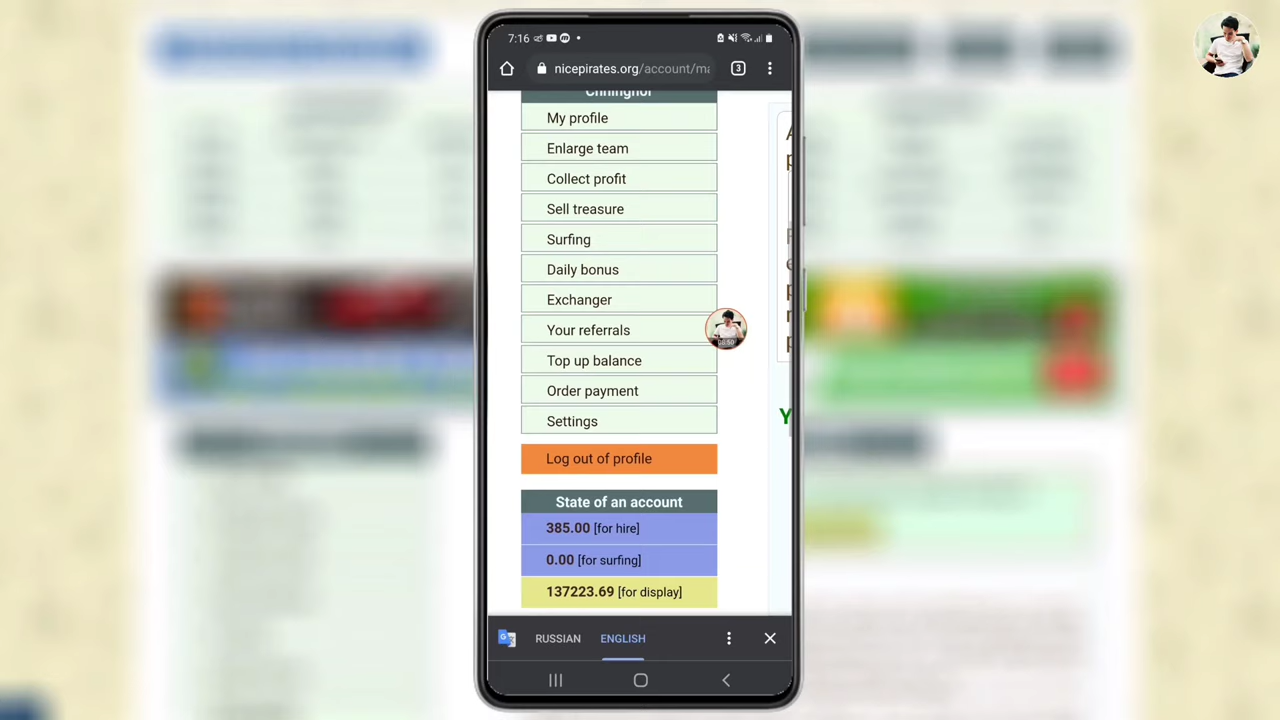 7:16
nicepirates.org/account/ma
3
Chhinghor
My profile
Enlarge team
Collect profit
Sell treasure
Surfing
Daily bonus
Exchanger
Your referrals
Top up balance
Order payment
Settings
Log out of profile
State of an account
385.00 [for hire]
0.00 [for surfing]
137223.69 [for display]
Y
RUSSIAN
ENGLISH